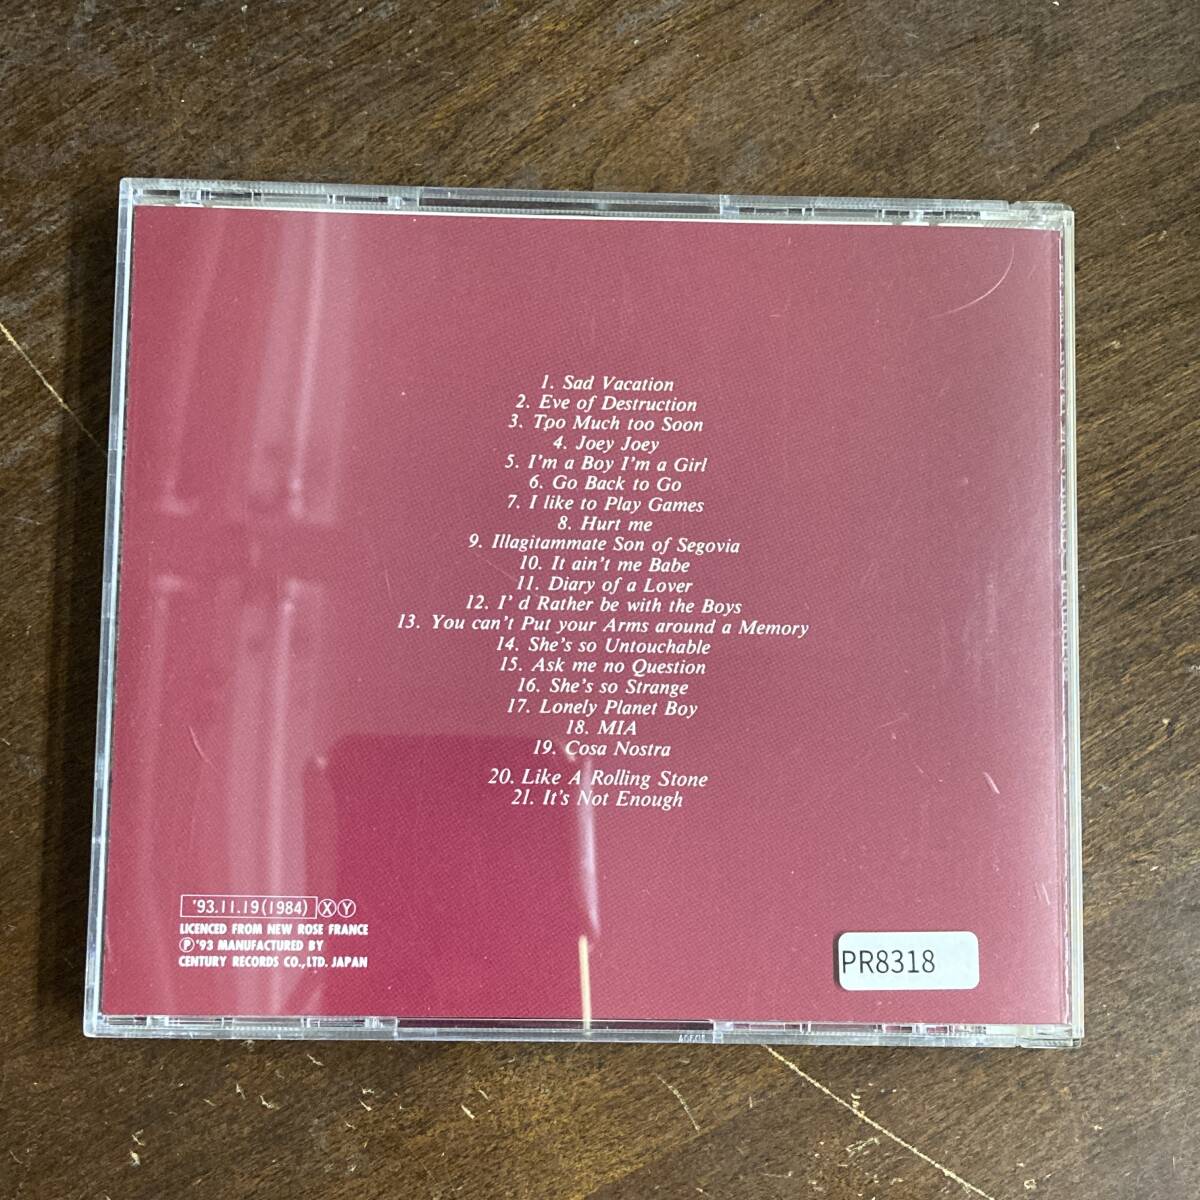 1. Sad Vacation
2. Eve of Destruction
3. Tpo Much too Soon
4. Joey Joey
5. I'm a Boy I'm a Girl
6. Go Back to Go
7. I like to Play Games
8. Hurt me
9. Illagitammate Son of Segovia
10. It ain't me Babe
11. Diary of a Lover
12. I' d Rather be with the Boys
13. You can't Put your Arms around a Memory
14. She's so Untouchable
15. Ask me no Question
16. She's so Strange
17. Lonely Planet Boy
18. MIA
19. Cosa Nostra
20. Like A Rolling Stone
21. It's Not Enough
'93.11.19(1984) Ⓧ Ⓨ
LICENCED FROM NEW ROSE FRANCE
Ⓟ'93 MANUFACTURED BY
CENTURY RECORDS CO.,LTD. JAPAN
PR8318